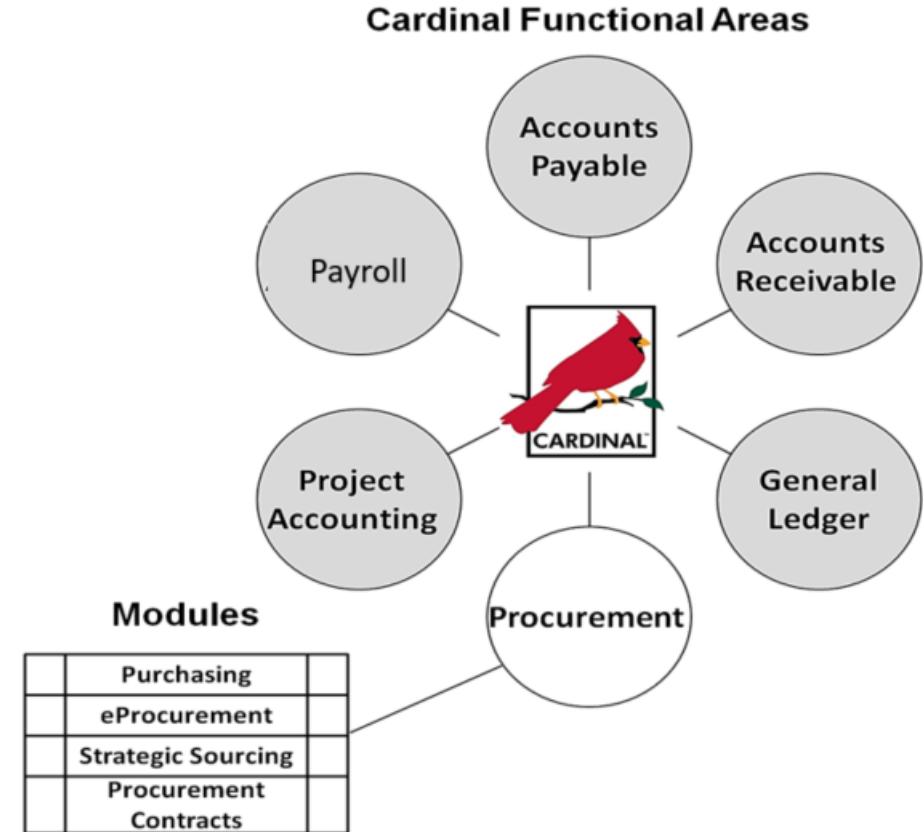 Cardinal Functional Areas
Accounts
Payable
Payroll
Accounts
Receivable
CARDINAL
Project
Accounting
General
Ledger
Procurement
Modules
Purchasing
eProcurement
Strategic Sourcing
Procurement
Contracts